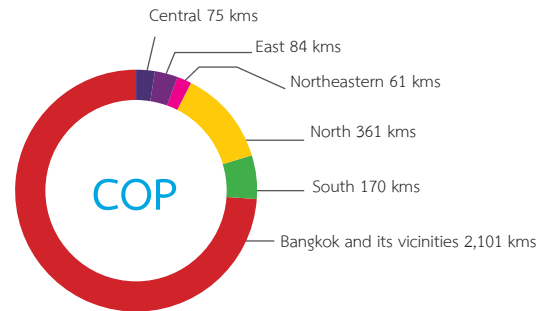 Central 75 kms
East 84 kms
Northeastern 61 kms
North 361 kms
South 170 kms
COP
Bangkok and its vicinities 2,101 kms